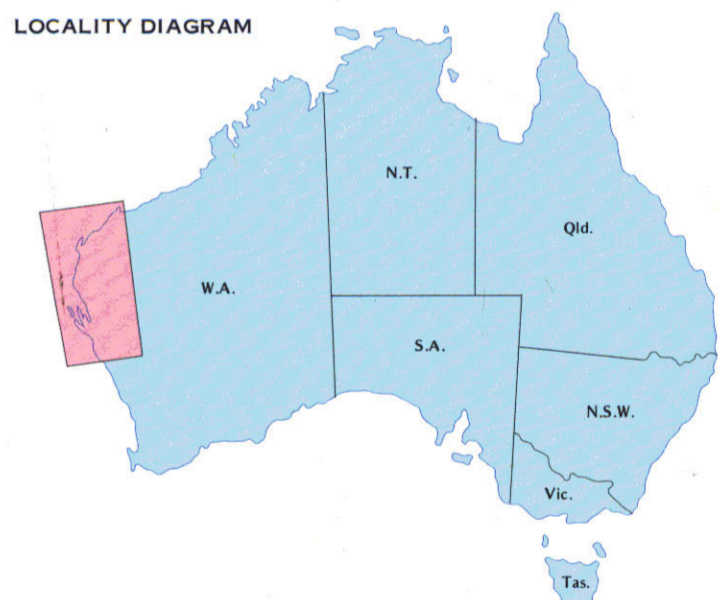 LOCALITY DIAGRAM
N.T.
Qld.
W.A.
S.A.
N.S.W.
Vic.
Tas.